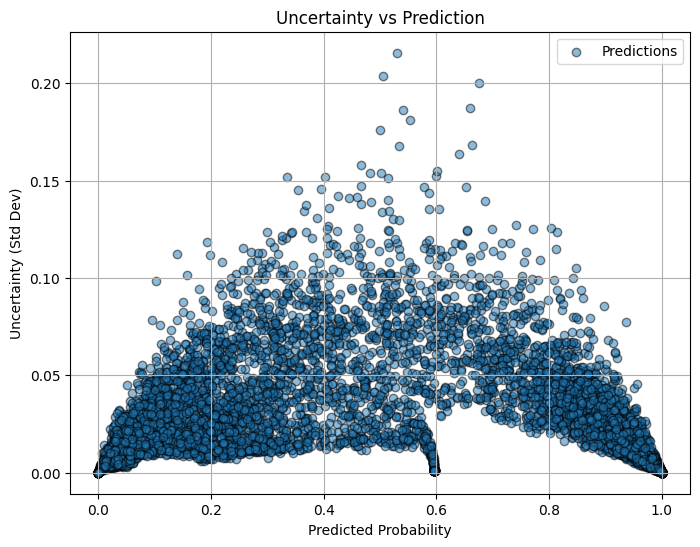 Uncertainty vs Prediction
Predictions
Uncertainty (Std Dev)
0.20
0.15
0.10
0.05
0.00
0.0 0.2 0.4 0.6 0.8 1.0
Predicted Probability